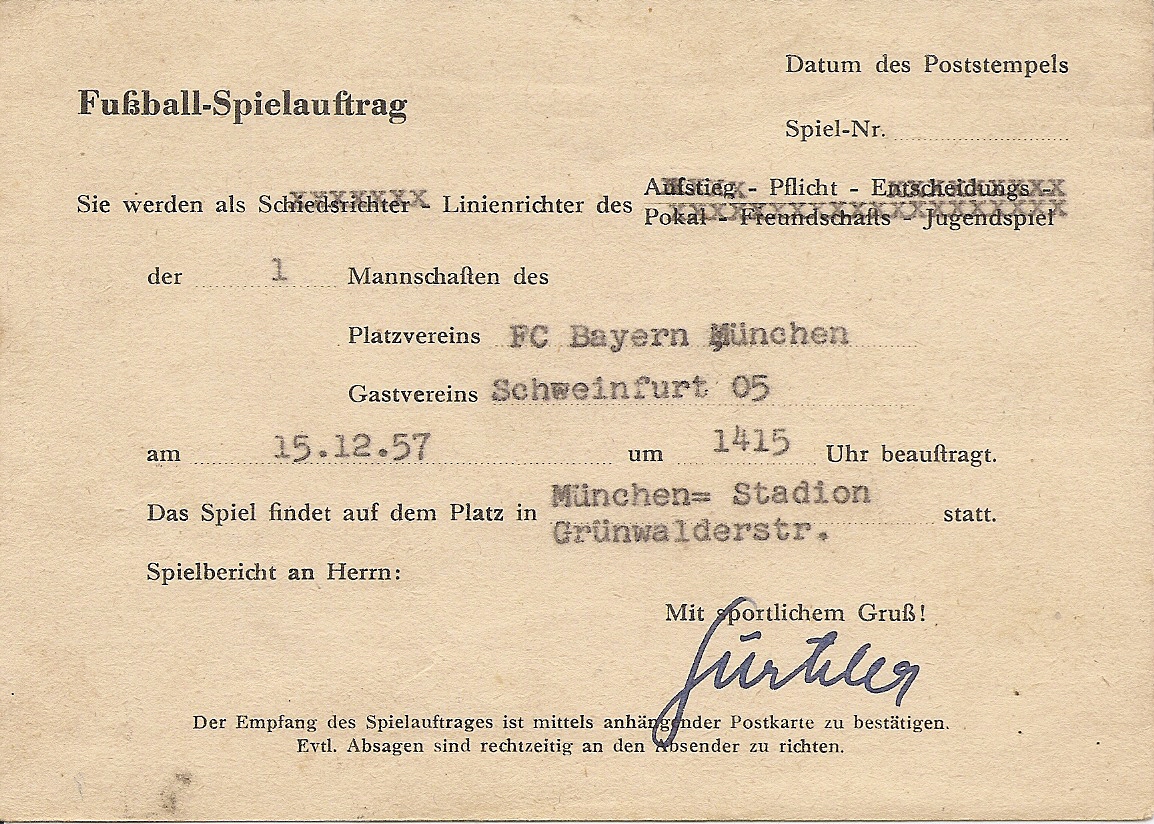 Datum des Poststempels
Fußball-Spielauftrag
Spiel-Nr.
Sie werden als Schiedsrichter - Linienrichter des
Aufstieg - Pflicht - Entscheidungs -
Pokal - Freundschafts - Jugendspiel
der 1 Mannschaften des
Platzvereins FC Bayern München
Gastvereins Schweinfurt 05
am 15.12.57 um 1415 Uhr beauftragt.
Das Spiel findet auf dem Platz in München= Stadion
Grünwalderstr. statt.
Spielbericht an Herrn:
Mit sportlichem Gruß!
Der Empfang des Spielauftrages ist mittels anhängender Postkarte zu bestätigen.
Evtl. Absagen sind rechtzeitig an den Absender zu richten.